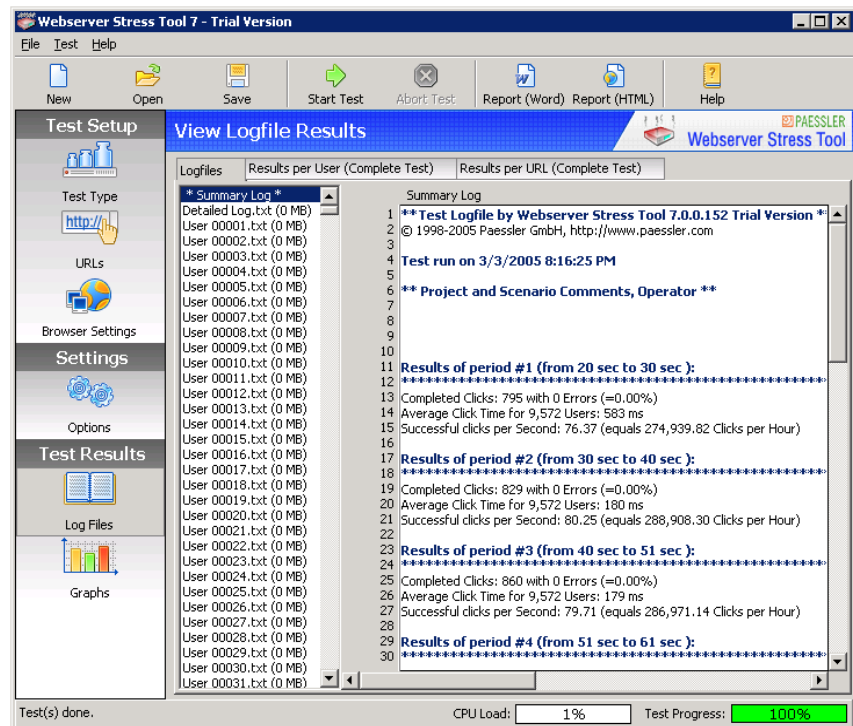 Webserver Stress Tool 7 - Trial Version
File Test Help
New Open Save Start Test Abort Test Report (Word) Report (HTML) Help
Test Setup
Test Type
http://
URLs
Browser Settings
Settings
Options
Test Results
Log Files
Graphs
View Logfile Results
PAESSLER
Webserver Stress Tool
Logfiles Results per User (Complete Test) Results per URL (Complete Test)
* Summary Log *
Detailed Log.txt (0 MB)
User 00001.txt (0 MB)
User 00002.txt (0 MB)
User 00003.txt (0 MB)
User 00004.txt (0 MB)
User 00005.txt (0 MB)
User 00006.txt (0 MB)
User 00007.txt (0 MB)
User 00008.txt (0 MB)
User 00009.txt (0 MB)
User 00010.txt (0 MB)
User 00011.txt (0 MB)
User 00012.txt (0 MB)
User 00013.txt (0 MB)
User 00014.txt (0 MB)
User 00015.txt (0 MB)
User 00016.txt (0 MB)
User 00017.txt (0 MB)
User 00018.txt (0 MB)
User 00019.txt (0 MB)
User 00020.txt (0 MB)
User 00021.txt (0 MB)
User 00022.txt (0 MB)
User 00023.txt (0 MB)
User 00024.txt (0 MB)
User 00025.txt (0 MB)
User 00026.txt (0 MB)
User 00027.txt (0 MB)
User 00028.txt (0 MB)
User 00029.txt (0 MB)
User 00030.txt (0 MB)
User 00031.txt (0 MB)
Summary Log
1 ** Test Logfile by Webserver Stress Tool 7.0.0.152 Trial Version *
2 © 1998-2005 Paessler GmbH, http://www.paessler.com
3
4 Test run on 3/3/2005 8:16:25 PM
5
6 ** Project and Scenario Comments, Operator **
7
8
9
10
11 Results of period #1 (from 20 sec to 30 sec ):
12 ************************************************************
13 Completed Clicks: 795 with 0 Errors (=0.00%)
14 Average Click Time for 9,572 Users: 583 ms
15 Successful clicks per Second: 76.37 (equals 274,939.82 Clicks per Hour)
16
17 Results of period #2 (from 30 sec to 40 sec ):
18 ************************************************************
19 Completed Clicks: 829 with 0 Errors (=0.00%)
20 Average Click Time for 9,572 Users: 180 ms
21 Successful clicks per Second: 80.25 (equals 288,908.30 Clicks per Hour)
22
23 Results of period #3 (from 40 sec to 51 sec ):
24 ************************************************************
25 Completed Clicks: 860 with 0 Errors (=0.00%)
26 Average Click Time for 9,572 Users: 179 ms
27 Successful clicks per Second: 79.71 (equals 286,971.14 Clicks per Hour)
28
29 Results of period #4 (from 51 sec to 61 sec ):
30 ************************************************************
Test(s) done. CPU Load: 1% Test Progress: 100%